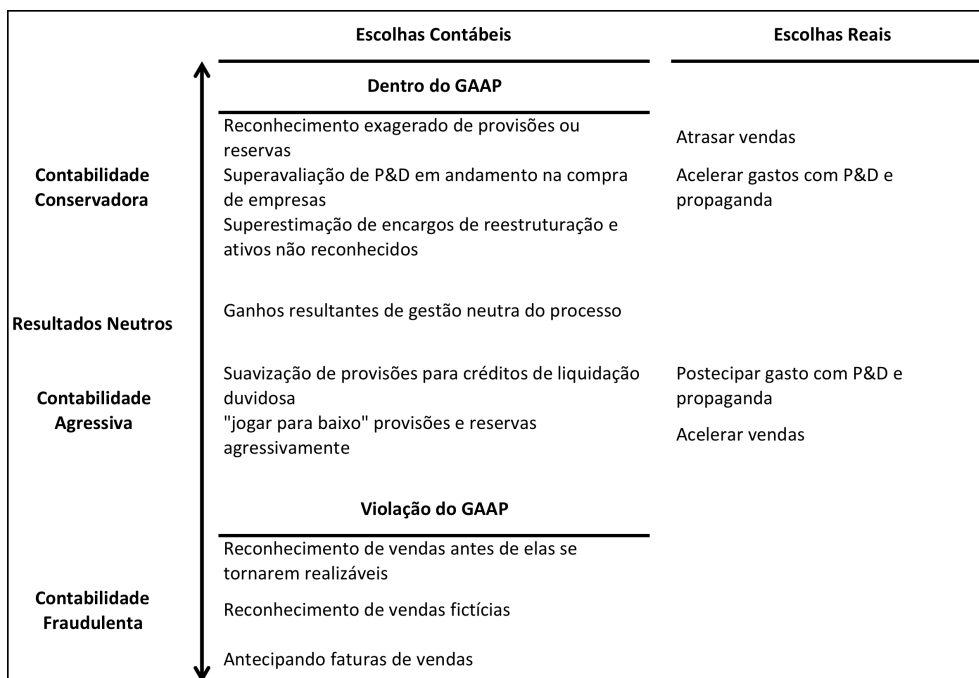 Escolhas Contábeis
Escolhas Reais
Dentro do GAAP
Contabilidade
Conservadora
Reconhecimento exagerado de provisões ou
reservas
Superavaliação de P&D em andamento na compra
de empresas
Superestimação de encargos de reestruturação e
ativos não reconhecidos
Atrasar vendas
Acelerar gastos com P&D e
propaganda
Resultados Neutros
Ganhos resultantes de gestão neutra do processo
Contabilidade
Agressiva
Suavização de provisões para créditos de liquidação
duvidosa
"jogar para baixo" provisões e reservas
agressivamente
Postecipar gasto com P&D e
propaganda
Acelerar vendas
Violação do GAAP
Contabilidade
Fraudulenta
Reconhecimento de vendas antes de elas se
tornarem realizáveis
Reconhecimento de vendas fictícias
Antecipando faturas de vendas